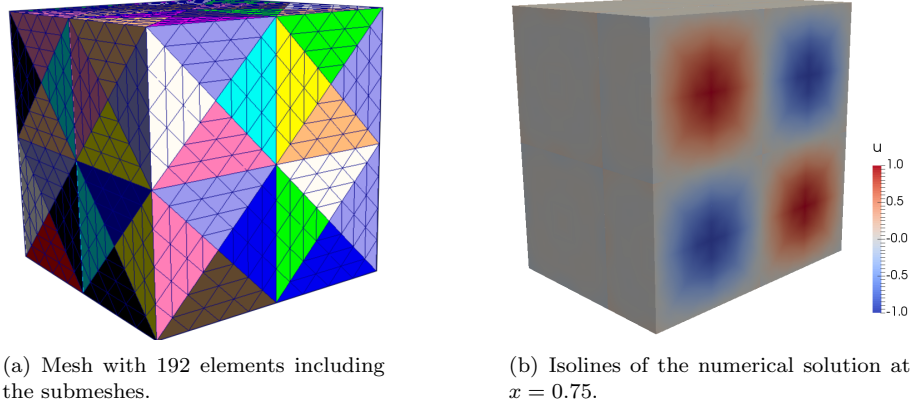 u
1.0
0.5
-0.0
-0.5
-1.0
(a) Mesh with 192 elements including
the submeshes.
(b) Isolines of the numerical solution at
x = 0.75.